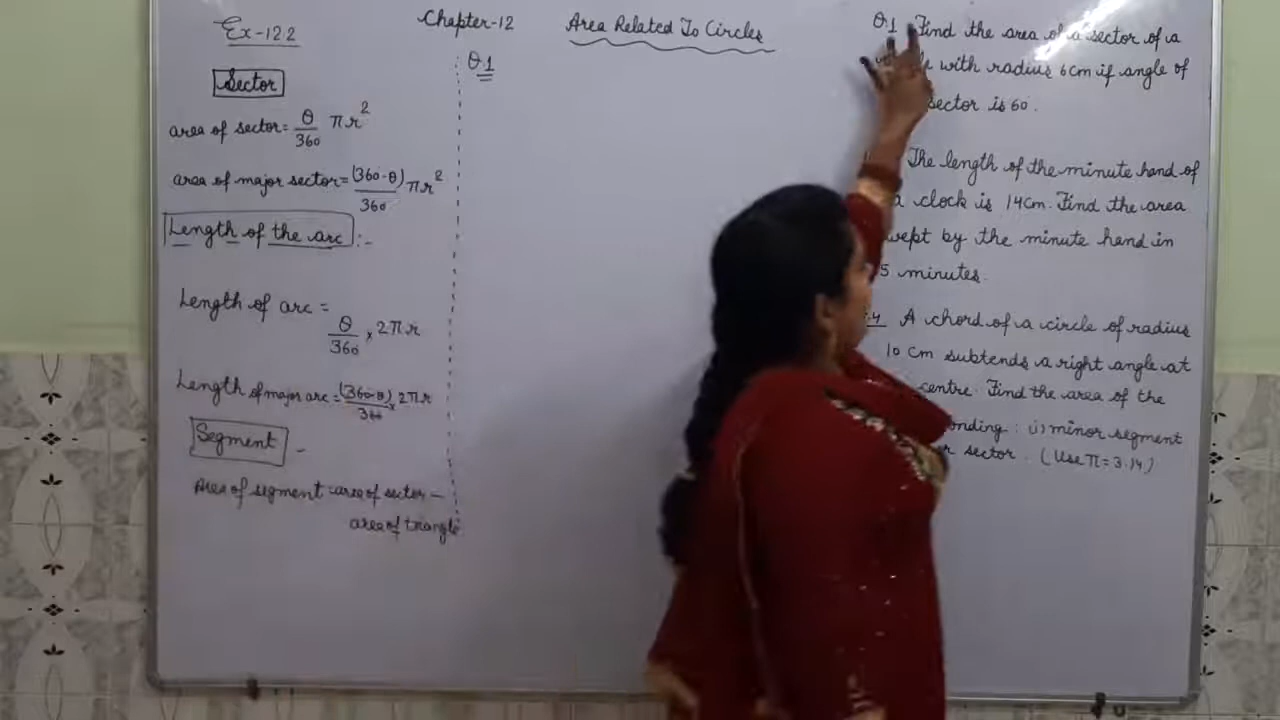 Ex-12.2
Chapter-12
Area Related To Circles
Sector
area of sector = θ/360 πr²
area of major sector = (360-θ)/360 πr²
Length of the arc :-
Length of arc = θ/360 × 2πr
Length of major arc = (360-θ)/360 × 2πr
Segment -
Area of segment = area of sector -
area of triangle
Q.1
Q.1 Find the area of a sector of a
with radius 6cm if angle of
sector is 60.
The length of the minute hand of
a clock is 14cm. Find the area
swept by the minute hand in
5 minutes.
A chord of a circle of radius
10 cm subtends a right angle at
centre. Find the area of the
onding : i) minor segment
sector. (Use π = 3.14)